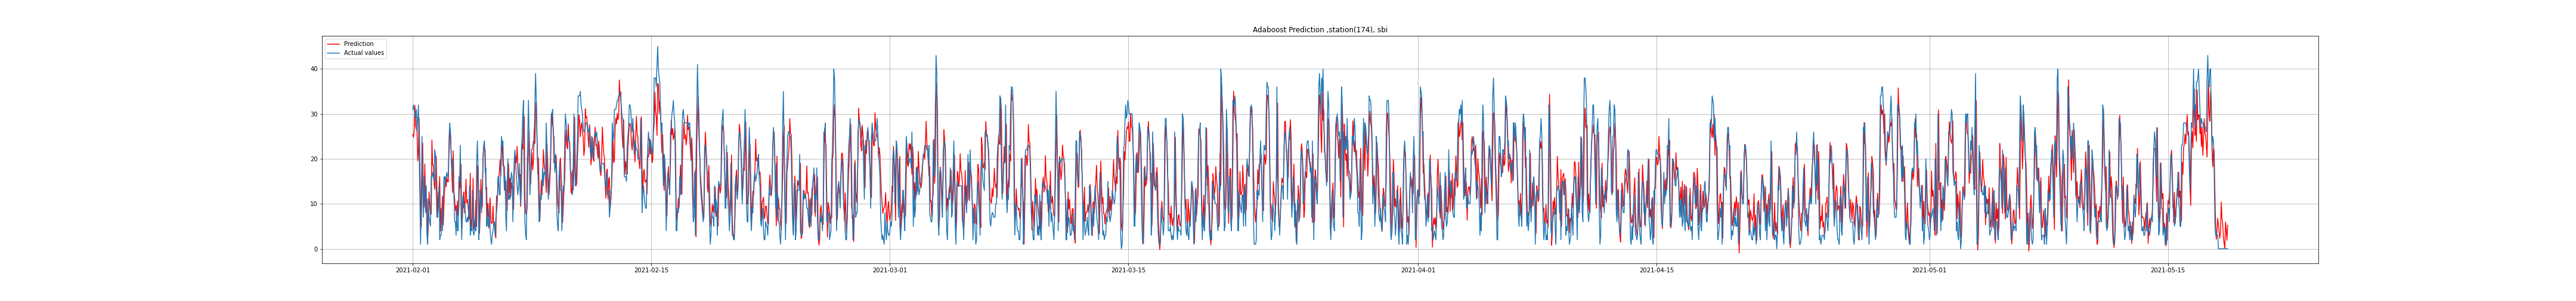 Adaboost Prediction ,station(174), sbi
Prediction
Actual values
40
30
20
10
0
2021-02-01 2021-02-15 2021-03-01 2021-03-15 2021-04-01 2021-04-15 2021-05-01 2021-05-15